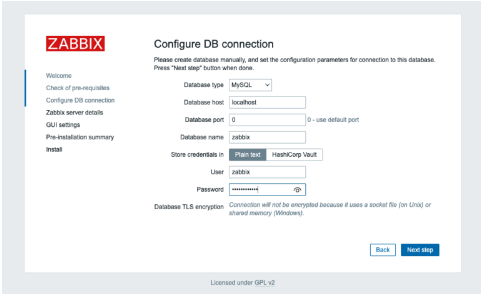 ZABBIX
Welcome
Check of pre-requisites
Configure DB connection
Zabbix server details
GUI settings
Pre-installation summary
Install
Configure DB connection
Please create database manually, and set the configuration parameters for connection to this database.
Press "Next step" button when done.
Database type MySQL
Database host localhost
Database port 0 0 - use default port
Database name zabbix
Store credentials in Plain text HashiCorp Vault
User zabbix
Password ••••••••••••
Database TLS encryption Connection will not be encrypted because it uses a socket file (on Unix) or
shared memory (Windows).
Back Next step
Licensed under GPL v2